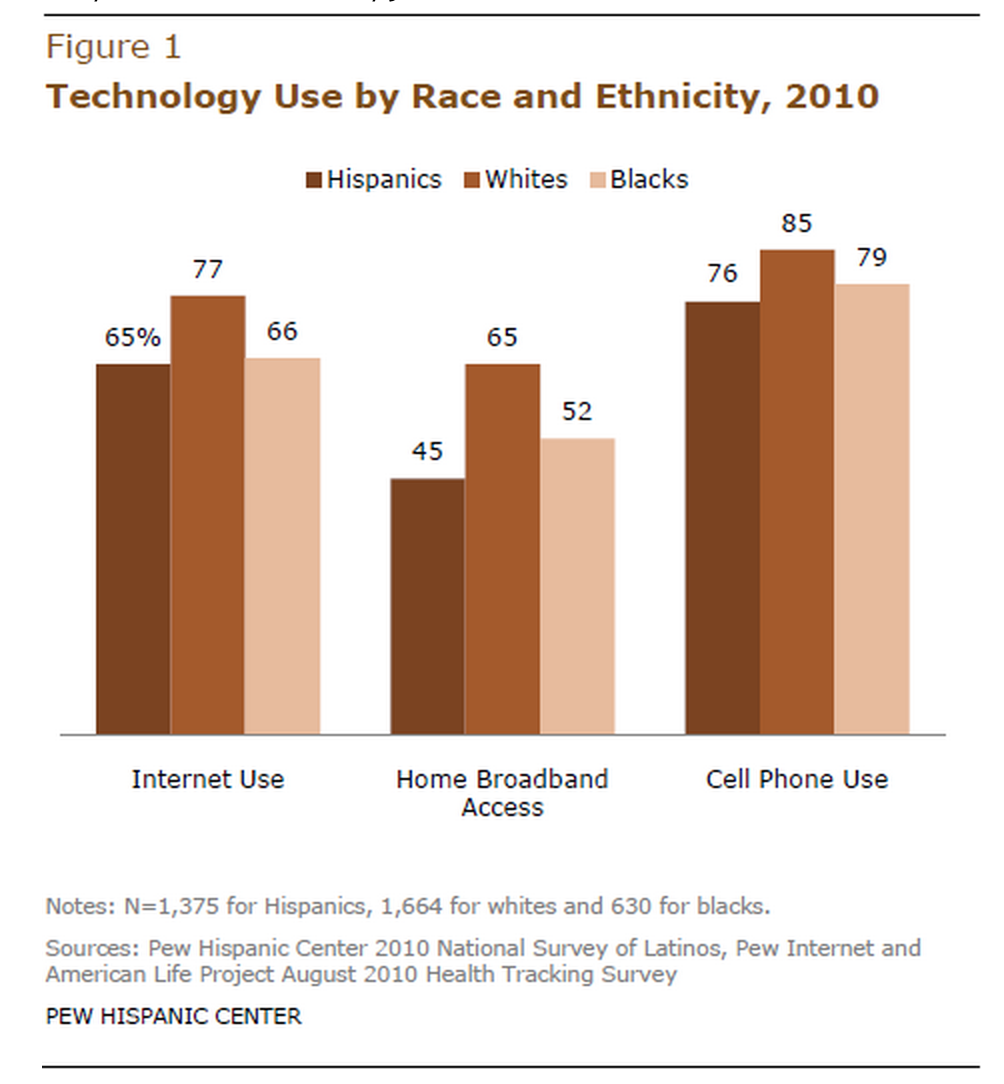 Figure 1
Technology Use by Race and Ethnicity, 2010
Hispanics Whites Blacks
65% 77 66
45 65 52
76 85 79
Internet Use
Home Broadband
Access
Cell Phone Use
Notes: N=1,375 for Hispanics, 1,664 for whites and 630 for blacks.
Sources: Pew Hispanic Center 2010 National Survey of Latinos, Pew Internet and
American Life Project August 2010 Health Tracking Survey
PEW HISPANIC CENTER